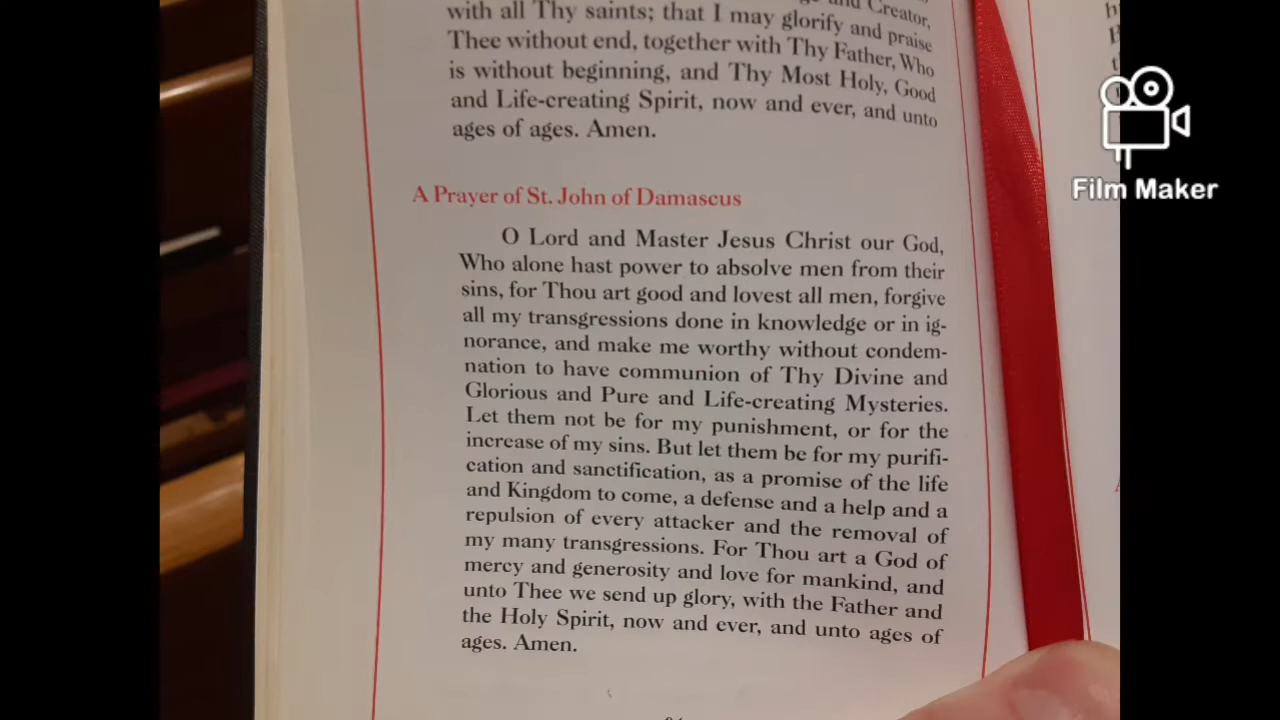 and Creator,
with all Thy saints; that I may glorify and praise
Thee without end, together with Thy Father, Who
is without beginning, and Thy Most Holy, Good
and Life-creating Spirit, now and ever, and unto
ages of ages. Amen.
A Prayer of St. John of Damascus
O Lord and Master Jesus Christ our God,
Who alone hast power to absolve men from their
sins, for Thou art good and lovest all men, forgive
all my transgressions done in knowledge or in ig-
norance, and make me worthy without condem-
nation to have communion of Thy Divine and
Glorious and Pure and Life-creating Mysteries.
Let them not be for my punishment, or for the
increase of my sins. But let them be for my purifi-
cation and sanctification, as a promise of the life
and Kingdom to come, a defense and a help and a
repulsion of every attacker and the removal of
my many transgressions. For Thou art a God of
mercy and generosity and love for mankind, and
unto Thee we send up glory, with the Father and
the Holy Spirit, now and ever, and unto ages of
ages. Amen.
Film Maker